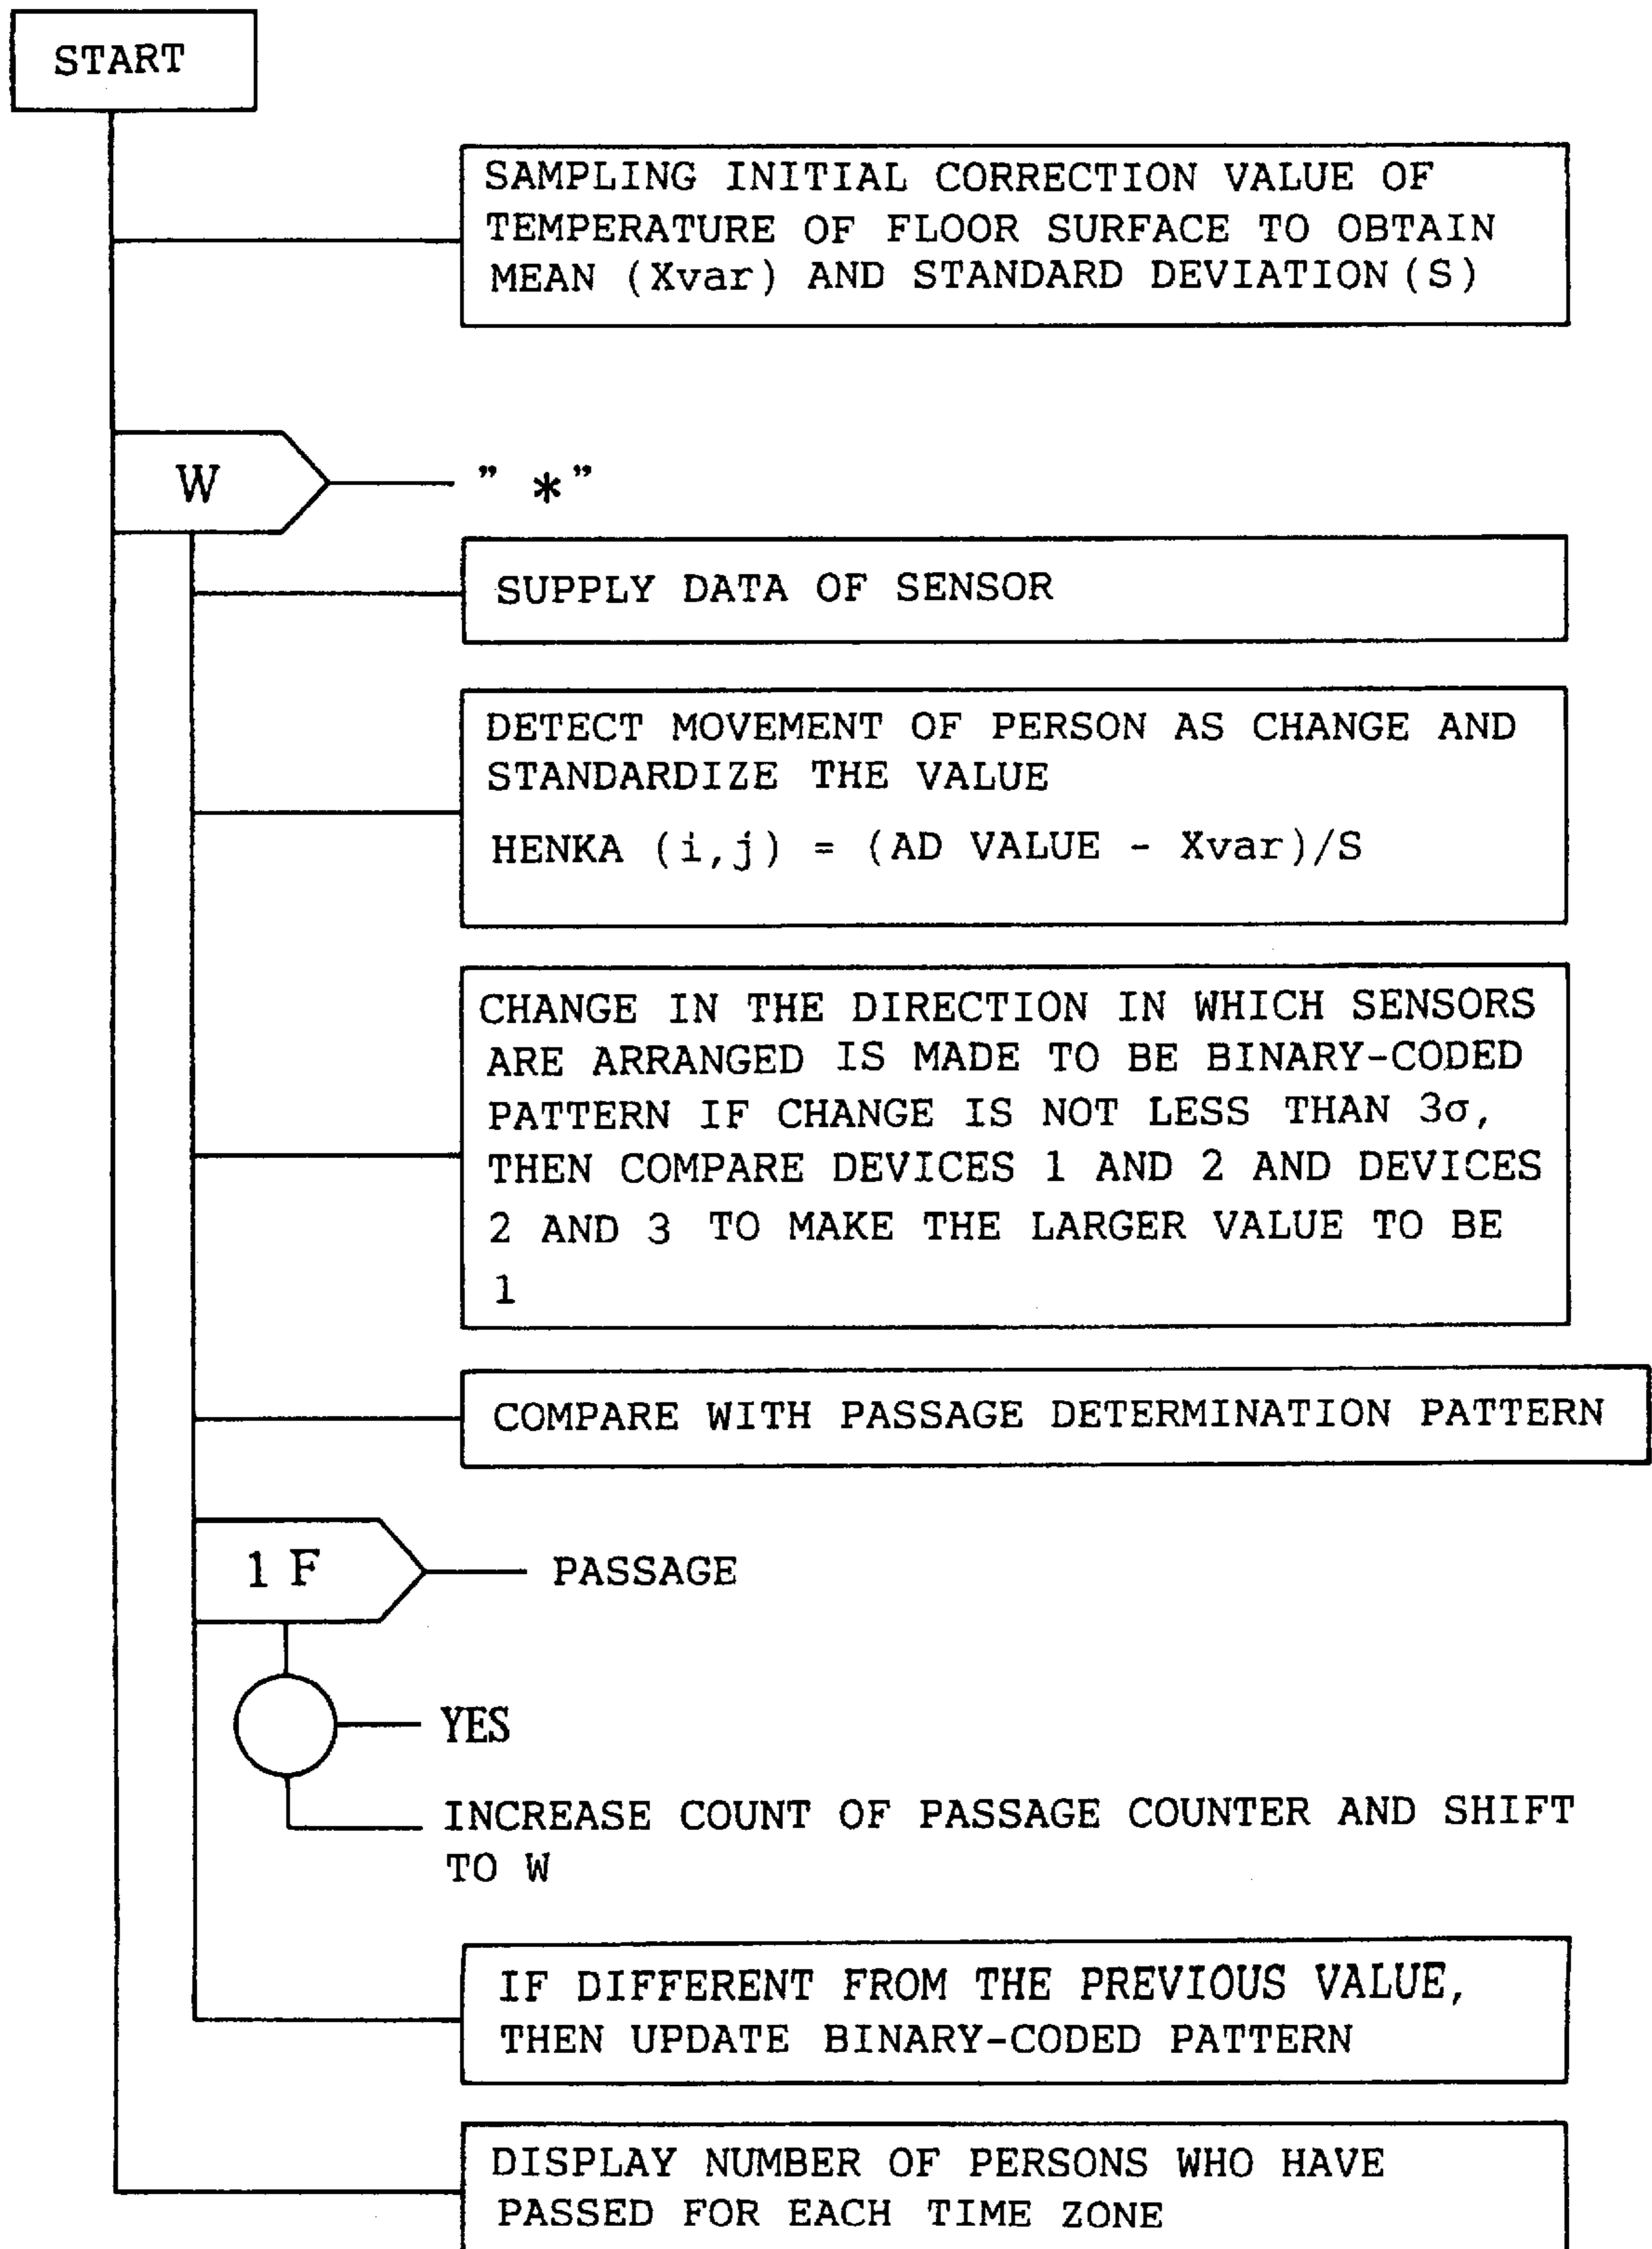 START
SAMPLING INITIAL CORRECTION VALUE OF
TEMPERATURE OF FLOOR SURFACE TO OBTAIN
MEAN (Xvar) AND STANDARD DEVIATION(S)
W
" *"
SUPPLY DATA OF SENSOR
DETECT MOVEMENT OF PERSON AS CHANGE AND
STANDARDIZE THE VALUE
HENKA (i,j) = (AD VALUE - Xvar)/S
CHANGE IN THE DIRECTION IN WHICH SENSORS
ARE ARRANGED IS MADE TO BE BINARY-CODED
PATTERN IF CHANGE IS NOT LESS THAN 3σ,
THEN COMPARE DEVICES 1 AND 2 AND DEVICES
2 AND 3 TO MAKE THE LARGER VALUE TO BE
1
COMPARE WITH PASSAGE DETERMINATION PATTERN
1 F
PASSAGE
YES
INCREASE COUNT OF PASSAGE COUNTER AND SHIFT
TO W
IF DIFFERENT FROM THE PREVIOUS VALUE,
THEN UPDATE BINARY-CODED PATTERN
DISPLAY NUMBER OF PERSONS WHO HAVE
PASSED FOR EACH TIME ZONE